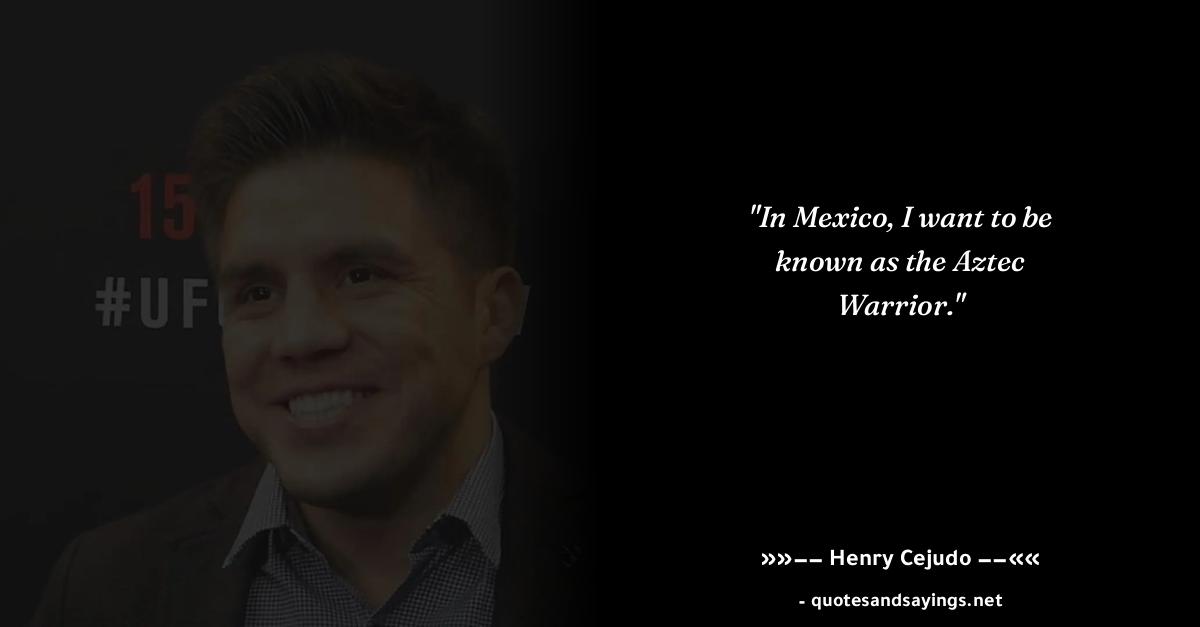 15
#UF
"In Mexico, I want to be
known as the Aztec
Warrior."
»»−− Henry Cejudo −−««
- quotesandsayings.net